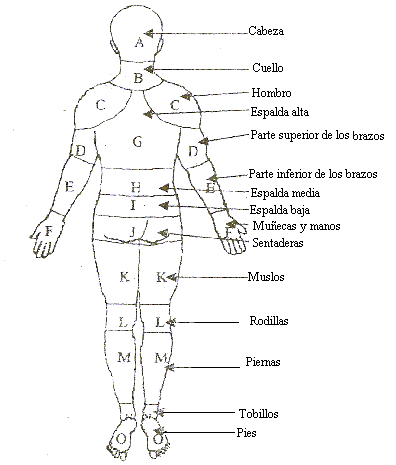 A
Cabeza
Cuello
B
Hombro
C
C
Espalda alta
G
Parte superior de los brazos
D
D
Parte inferior de los brazos
E
H
E
Espalda media
I
Espalda baja
F
Muñecas y manos
J
Sentaderas
K
K
Muslos
L
L
Rodillas
M
M
Piernas
Tobillos
O
O
Pies